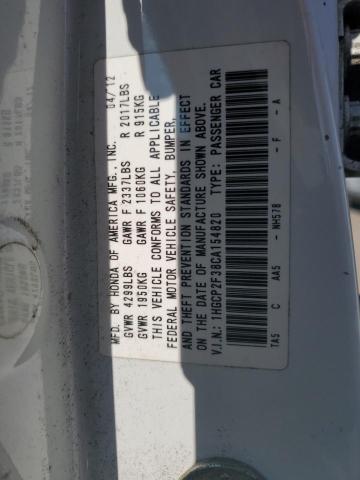 MFD. BY HONDA OF AMERICA MFG., INC. 04/12
GVWR 4299LBS GAWR F 2337LBS R 2017LBS
GVWR 1950KG GAWR F 1060KG R 915KG
THIS VEHICLE CONFORMS TO ALL APPLICABLE
FEDERAL MOTOR VEHICLE SAFETY, BUMPER,
AND THEFT PREVENTION STANDARDS IN EFFECT
ON THE DATE OF MANUFACTURE SHOWN ABOVE.
V.I.N.: 1HGCP2F38CA154820 TYPE: PASSENGER CAR
TA5 C AA5 - NH578 - F - A